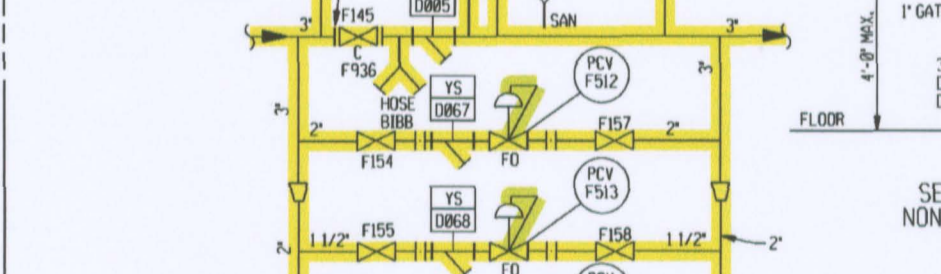 D005
F145
3"
SAN
3"
1" GAT
C
F936
4'-0" MAX.
PCV
F512
3"
YS
D067
HOSE
BIBB
3"
2"
F157
2"
FLOOR
F154
FO
PCV
F513
YS
D068
SE
NON
F155
F158
2"
1 1/2"
1 1/2"
2"
FO